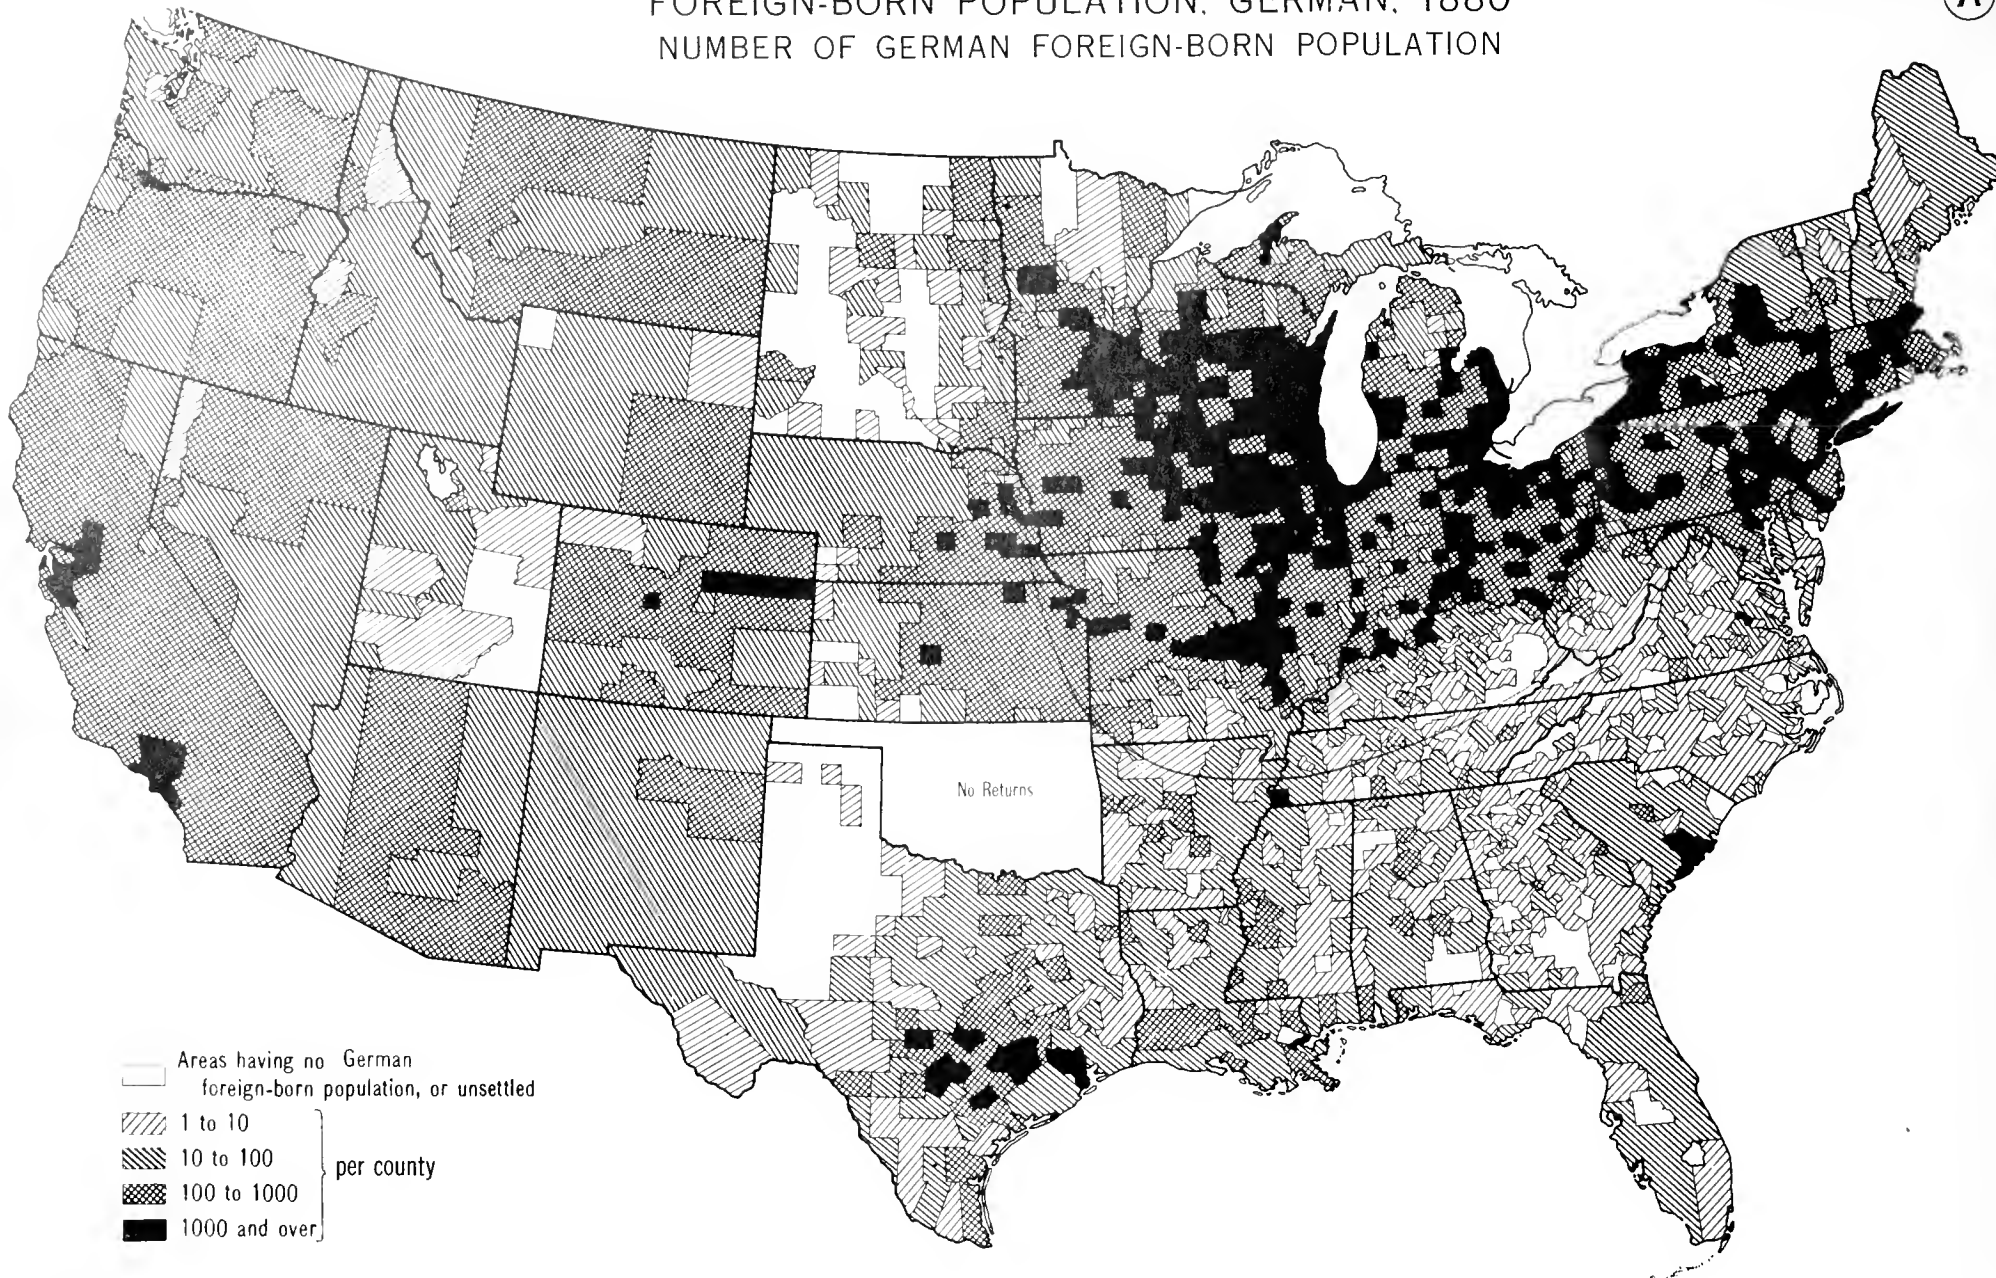 FOREIGN-BORN POPULATION, GERMAN, 1880
A
NUMBER OF GERMAN FOREIGN-BORN POPULATION
No Returns
Areas having no German
foreign-born population, or unsettled
1 to 10
10 to 100
100 to 1000
1000 and over
per county